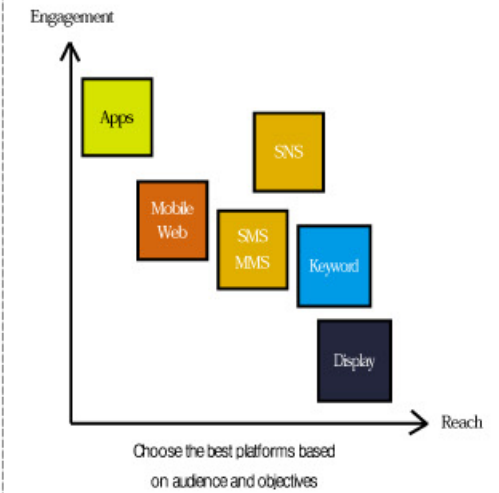 Engagement
Apps
SNS
Mobile
Web
SMS
MMS
Keyword
Display
Reach
Choose the best platforms based
on audience and objectives